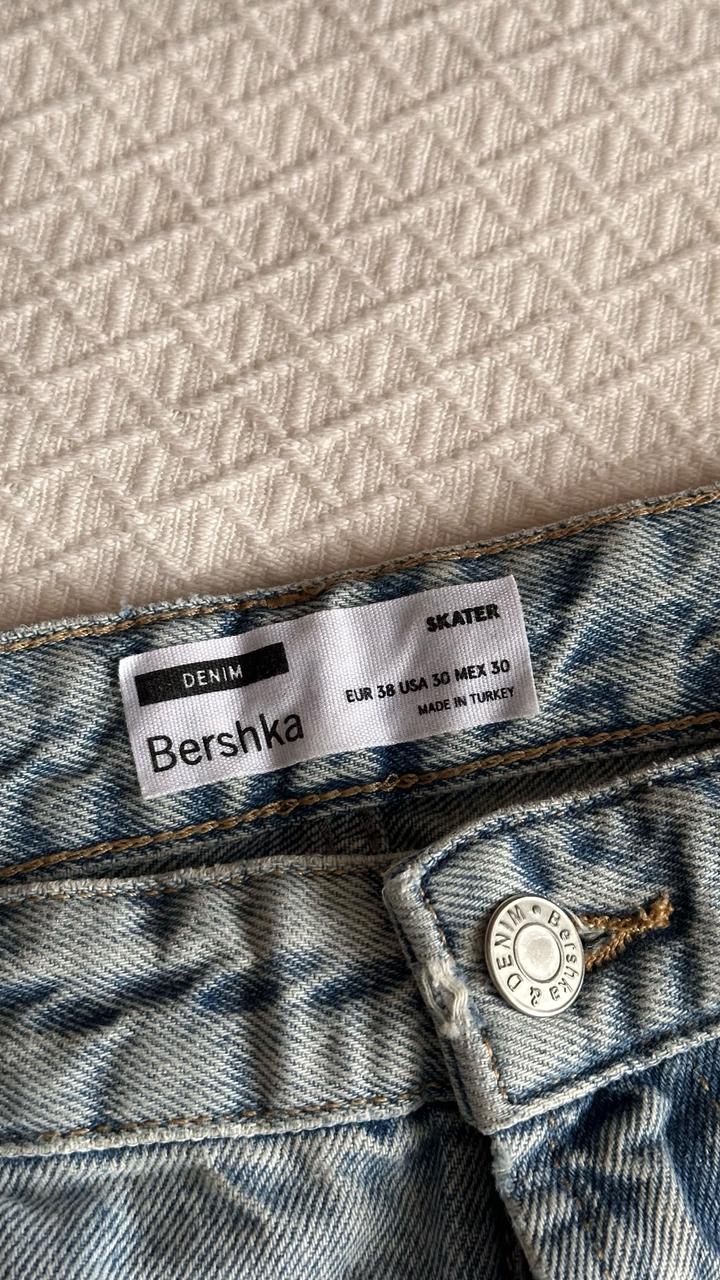 DENIM
Bershka
SKATER
EUR 38 USA 30 MEX 30
MADE IN TURKEY
Bershka & DENIM •